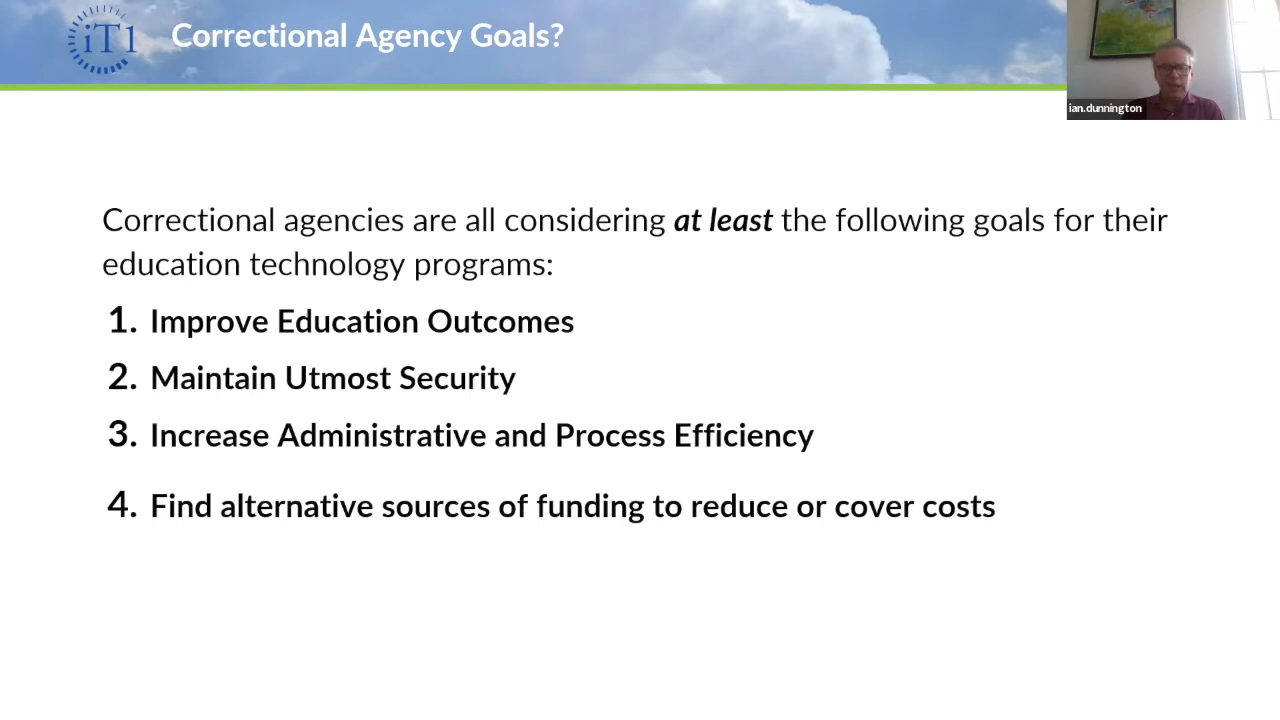 iT1
Correctional Agency Goals?
ian.dunnington
Correctional agencies are all considering at least the following goals for their
education technology programs:
1. Improve Education Outcomes
2. Maintain Utmost Security
3. Increase Administrative and Process Efficiency
4. Find alternative sources of funding to reduce or cover costs